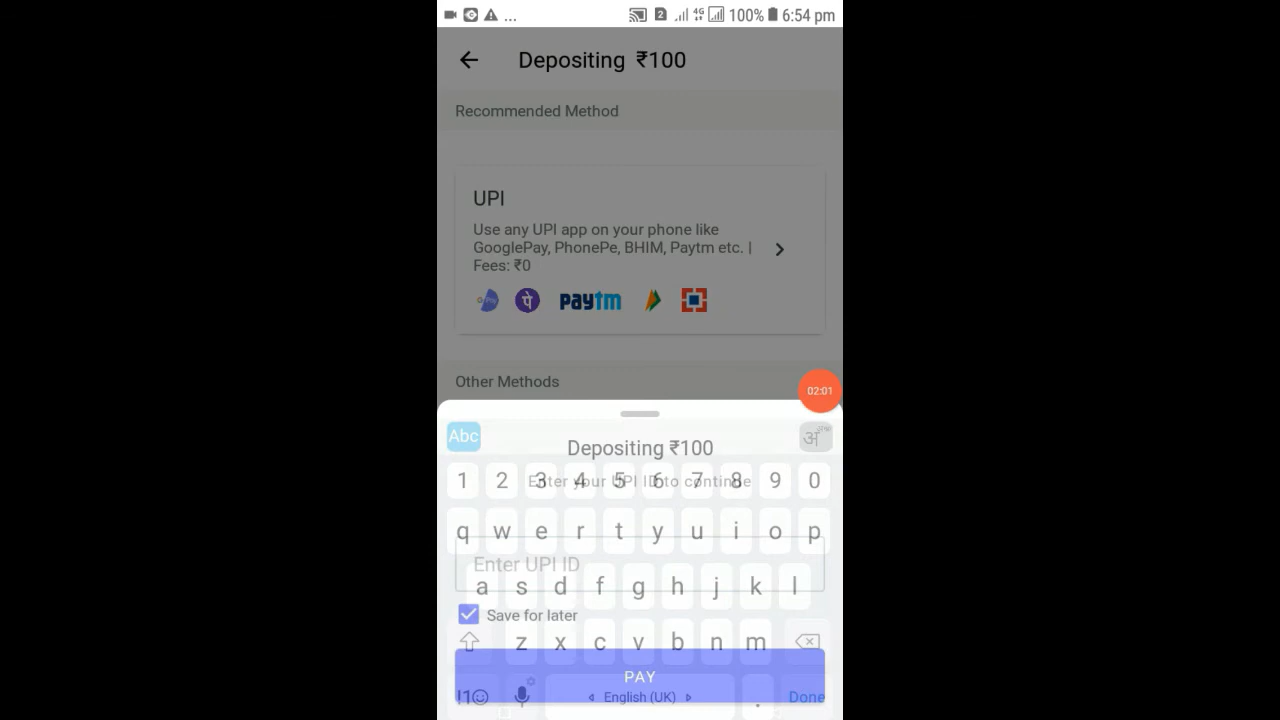 ... 2 4G 100% 6:54 pm
Depositing ₹100
Recommended Method
UPI
Use any UPI app on your phone like
GooglePay, PhonePe, BHIM, Paytm etc. |
Fees: ₹0
पे paytm
Other Methods
02:01
Abc अ
Depositing ₹100
1 2 3 4 5 6 7 8 9 0
Enter your UPI ID to continue
q w e r t y u i o p
Enter UPI ID
a s d f g h j k l
Save for later
z x c v b n m
PAY
!1☺ English (UK) . Done